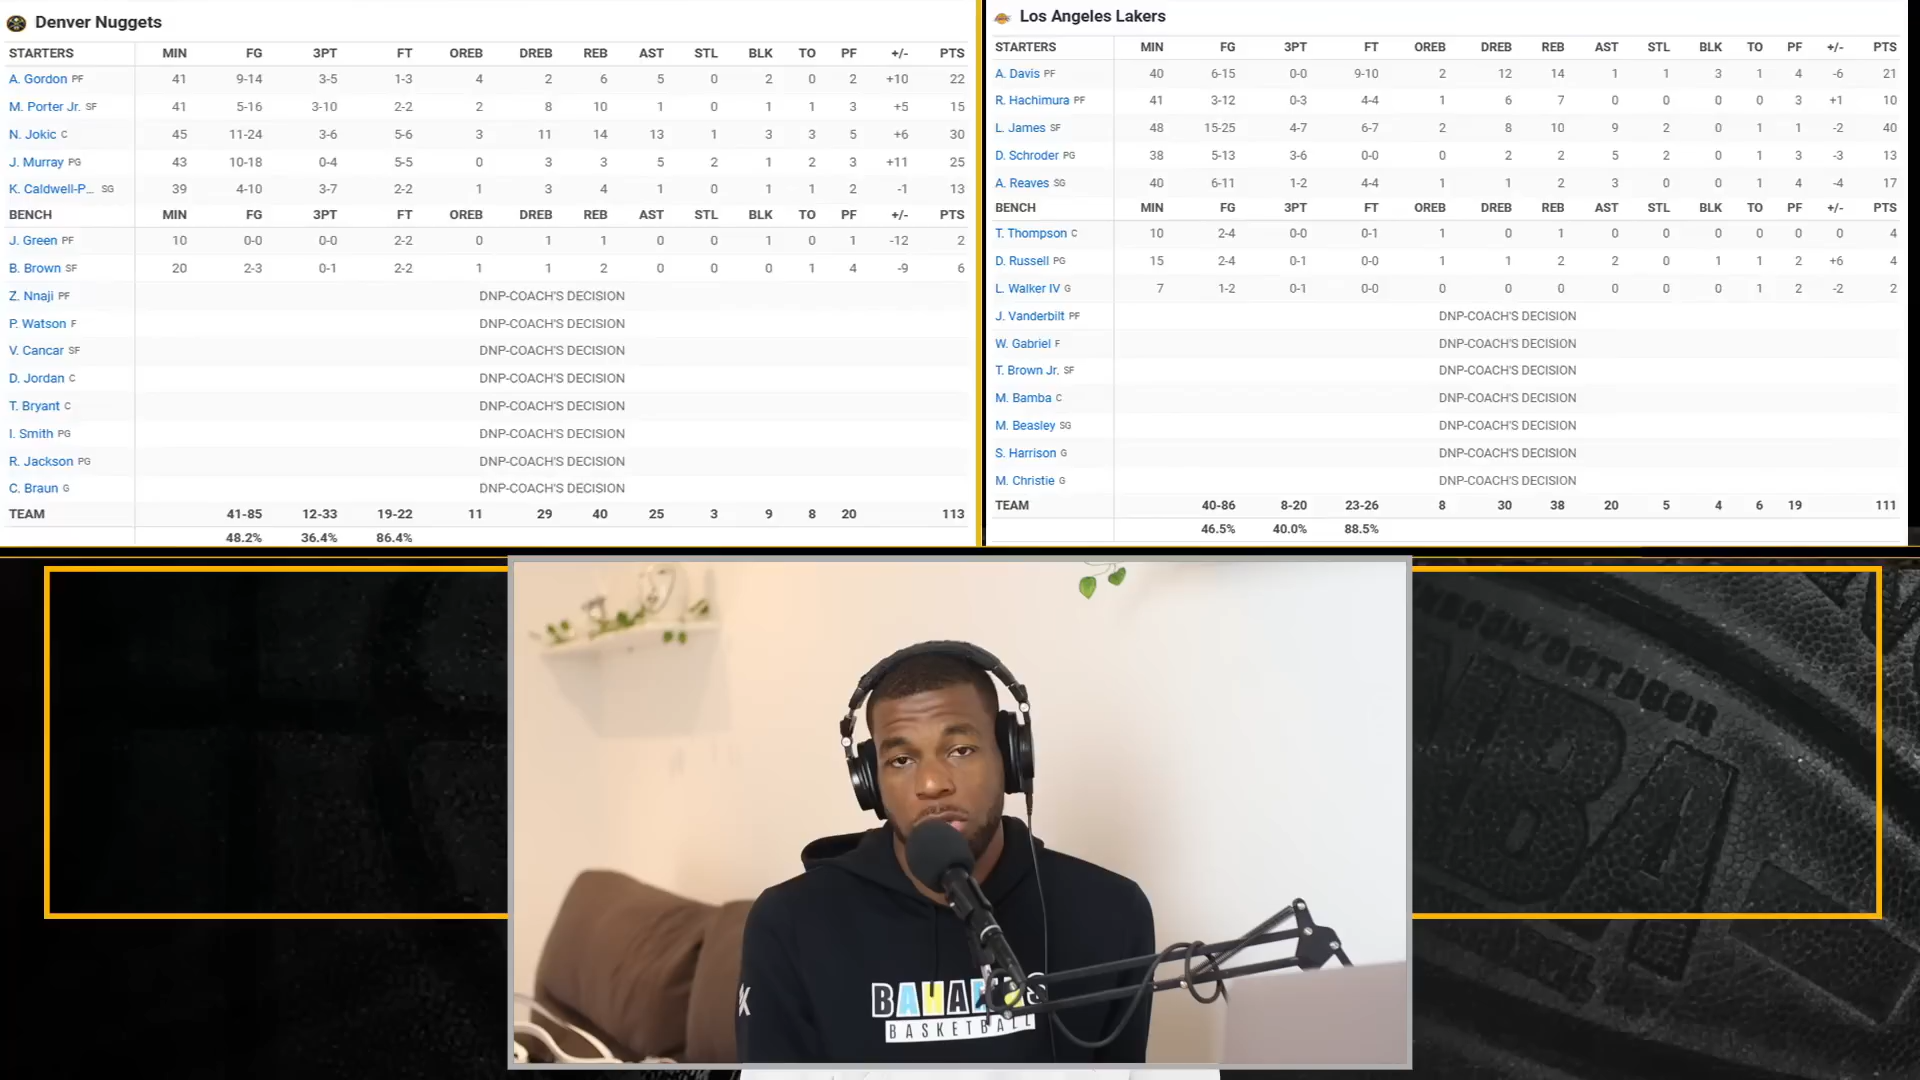 Denver Nuggets
STARTERS MIN FG 3PT FT OREB DREB REB AST STL BLK TO PF +/- PTS
A. Gordon PF 41 9-14 3-5 1-3 4 2 6 5 0 2 0 2 +10 22
M. Porter Jr. SF 41 5-16 3-10 2-2 2 8 10 1 0 1 1 3 +5 15
N. Jokic C 45 11-24 3-6 5-6 3 11 14 13 1 3 3 5 +6 30
J. Murray PG 43 10-18 0-4 5-5 0 3 3 5 2 1 2 3 +11 25
K. Caldwell-P... SG 39 4-10 3-7 2-2 1 3 4 1 0 1 1 2 -1 13
BENCH MIN FG 3PT FT OREB DREB REB AST STL BLK TO PF +/- PTS
J. Green PF 10 0-0 0-0 2-2 0 1 1 0 0 1 0 1 -12 2
B. Brown SF 20 2-3 0-1 2-2 1 1 2 0 0 0 1 4 -9 6
Z. Nnaji PF DNP-COACH'S DECISION
P. Watson F DNP-COACH'S DECISION
V. Cancar SF DNP-COACH'S DECISION
D. Jordan C DNP-COACH'S DECISION
T. Bryant C DNP-COACH'S DECISION
I. Smith PG DNP-COACH'S DECISION
R. Jackson PG DNP-COACH'S DECISION
C. Braun G DNP-COACH'S DECISION
TEAM 41-85 12-33 19-22 11 29 40 25 3 9 8 20 113
48.2% 36.4% 86.4%
Los Angeles Lakers
STARTERS MIN FG 3PT FT OREB DREB REB AST STL BLK TO PF +/- PTS
A. Davis PF 40 6-15 0-0 9-10 2 12 14 1 1 3 1 4 -6 21
R. Hachimura PF 41 3-12 0-3 4-4 1 6 7 0 0 0 0 3 +1 10
L. James SF 48 15-25 4-7 6-7 2 8 10 9 2 0 1 1 -2 40
D. Schroder PG 38 5-13 3-6 0-0 0 2 2 5 2 0 1 3 -3 13
A. Reaves SG 40 6-11 1-2 4-4 1 1 2 3 0 0 1 4 -4 17
BENCH MIN FG 3PT FT OREB DREB REB AST STL BLK TO PF +/- PTS
T. Thompson C 10 2-4 0-0 0-1 1 0 1 0 0 0 0 0 0 4
D. Russell PG 15 2-4 0-1 0-0 1 1 2 2 0 1 1 2 +6 4
L. Walker IV G 7 1-2 0-1 0-0 0 0 0 0 0 0 1 2 -2 2
J. Vanderbilt PF DNP-COACH'S DECISION
W. Gabriel F DNP-COACH'S DECISION
T. Brown Jr. SF DNP-COACH'S DECISION
M. Bamba C DNP-COACH'S DECISION
M. Beasley SG DNP-COACH'S DECISION
S. Harrison G DNP-COACH'S DECISION
M. Christie G DNP-COACH'S DECISION
TEAM 40-86 8-20 23-26 8 30 38 20 5 4 6 19 111
46.5% 40.0% 88.5%
BASKETBALL